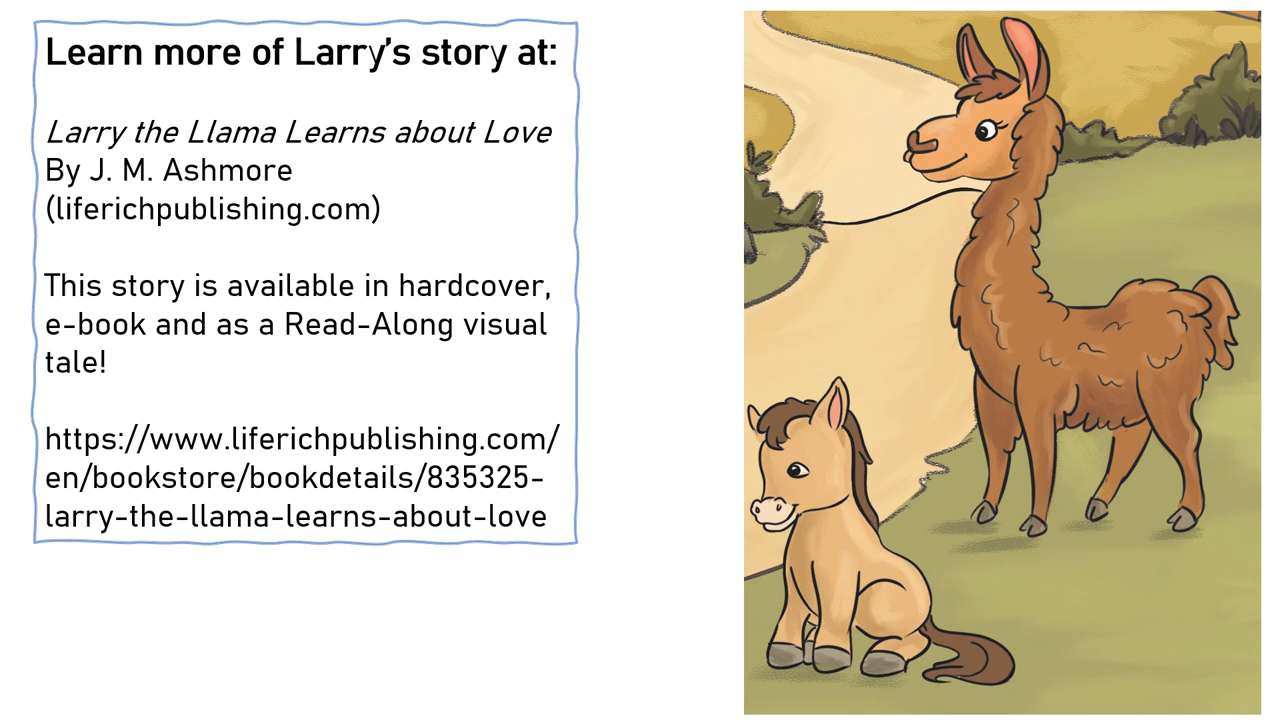 Learn more of Larry’s story at:
Larry the Llama Learns about Love
By J. M. Ashmore
(liferichpublishing.com)
This story is available in hardcover,
e-book and as a Read-Along visual
tale!
https://www.liferichpublishing.com/
en/bookstore/bookdetails/835325-
larry-the-llama-learns-about-love